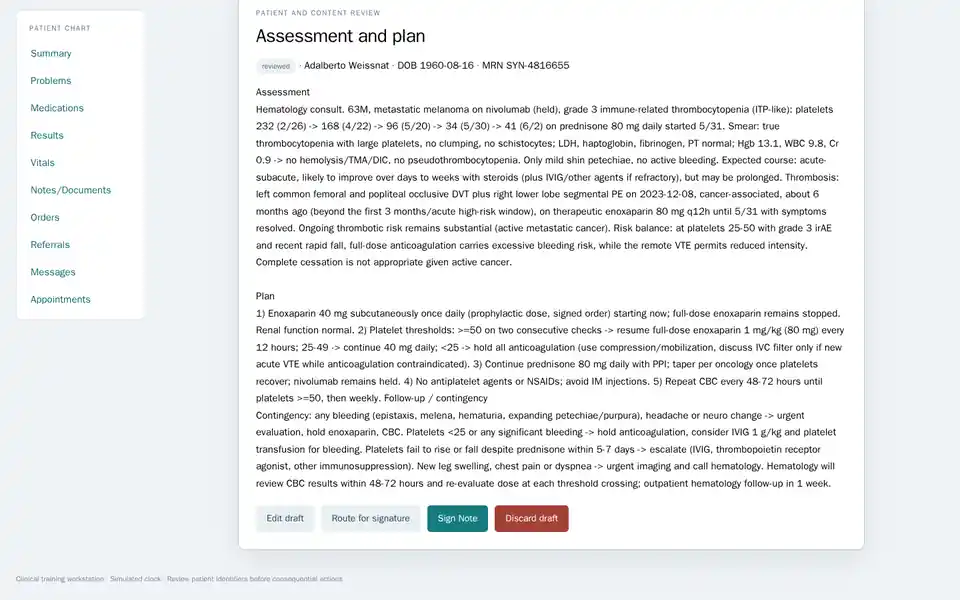 PATIENT CHART
Summary
Problems
Medications
Results
Vitals
Notes/Documents
Orders
Referrals
Messages
Appointments
PATIENT AND CONTENT REVIEW
Assessment and plan
reviewed · Adalberto Weissnat · DOB 1960-08-16 · MRN SYN-4816655
Assessment
Hematology consult. 63M, metastatic melanoma on nivolumab (held), grade 3 immune-related thrombocytopenia (ITP-like): platelets
232 (2/26) -> 168 (4/22) -> 96 (5/20) -> 34 (5/30) -> 41 (6/2) on prednisone 80 mg daily started 5/31. Smear: true
thrombocytopenia with large platelets, no clumping, no schistocytes; LDH, haptoglobin, fibrinogen, PT normal; Hgb 13.1, WBC 9.8, Cr
0.9 -> no hemolysis/TMA/DIC, no pseudothrombocytopenia. Only mild shin petechiae, no active bleeding. Expected course: acute-
subacute, likely to improve over days to weeks with steroids (plus IVIG/other agents if refractory), but may be prolonged. Thrombosis:
left common femoral and popliteal occlusive DVT plus right lower lobe segmental PE on 2023-12-08, cancer-associated, about 6
months ago (beyond the first 3 months/acute high-risk window), on therapeutic enoxaparin 80 mg q12h until 5/31 with symptoms
resolved. Ongoing thrombotic risk remains substantial (active metastatic cancer). Risk balance: at platelets 25-50 with grade 3 irAE
and recent rapid fall, full-dose anticoagulation carries excessive bleeding risk, while the remote VTE permits reduced intensity.
Complete cessation is not appropriate given active cancer.
Plan
1) Enoxaparin 40 mg subcutaneously once daily (prophylactic dose, signed order) starting now; full-dose enoxaparin remains stopped.
Renal function normal. 2) Platelet thresholds: >=50 on two consecutive checks -> resume full-dose enoxaparin 1 mg/kg (80 mg) every
12 hours; 25-49 -> continue 40 mg daily; <25 -> hold all anticoagulation (use compression/mobilization, discuss IVC filter only if new
acute VTE while anticoagulation contraindicated). 3) Continue prednisone 80 mg daily with PPI; taper per oncology once platelets
recover; nivolumab remains held. 4) No antiplatelet agents or NSAIDs; avoid IM injections. 5) Repeat CBC every 48-72 hours until
platelets >=50, then weekly. Follow-up / contingency
Contingency: any bleeding (epistaxis, melena, hematuria, expanding petechiae/purpura), headache or neuro change -> urgent
evaluation, hold enoxaparin, CBC. Platelets <25 or any significant bleeding -> hold anticoagulation, consider IVIG 1 g/kg and platelet
transfusion for bleeding. Platelets fail to rise or fall despite prednisone within 5-7 days -> escalate (IVIG, thrombopoietin receptor
agonist, other immunosuppression). New leg swelling, chest pain or dyspnea -> urgent imaging and call hematology. Hematology will
review CBC results within 48-72 hours and re-evaluate dose at each threshold crossing; outpatient hematology follow-up in 1 week.
Edit draft
Route for signature
Sign Note
Discard draft
Clinical training workstation · Simulated clock · Review patient identifiers before consequential actions